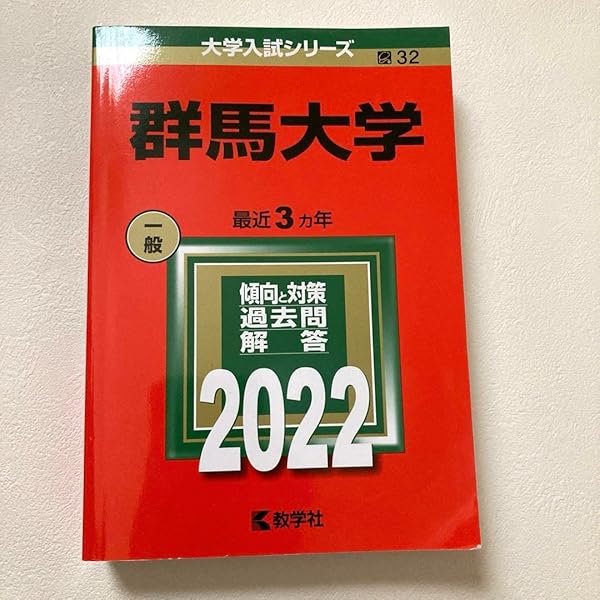 大学入試シリーズ
32
群馬大学
最近3ヵ年
一般
傾向と対策
過去問
解答
2022
教学社